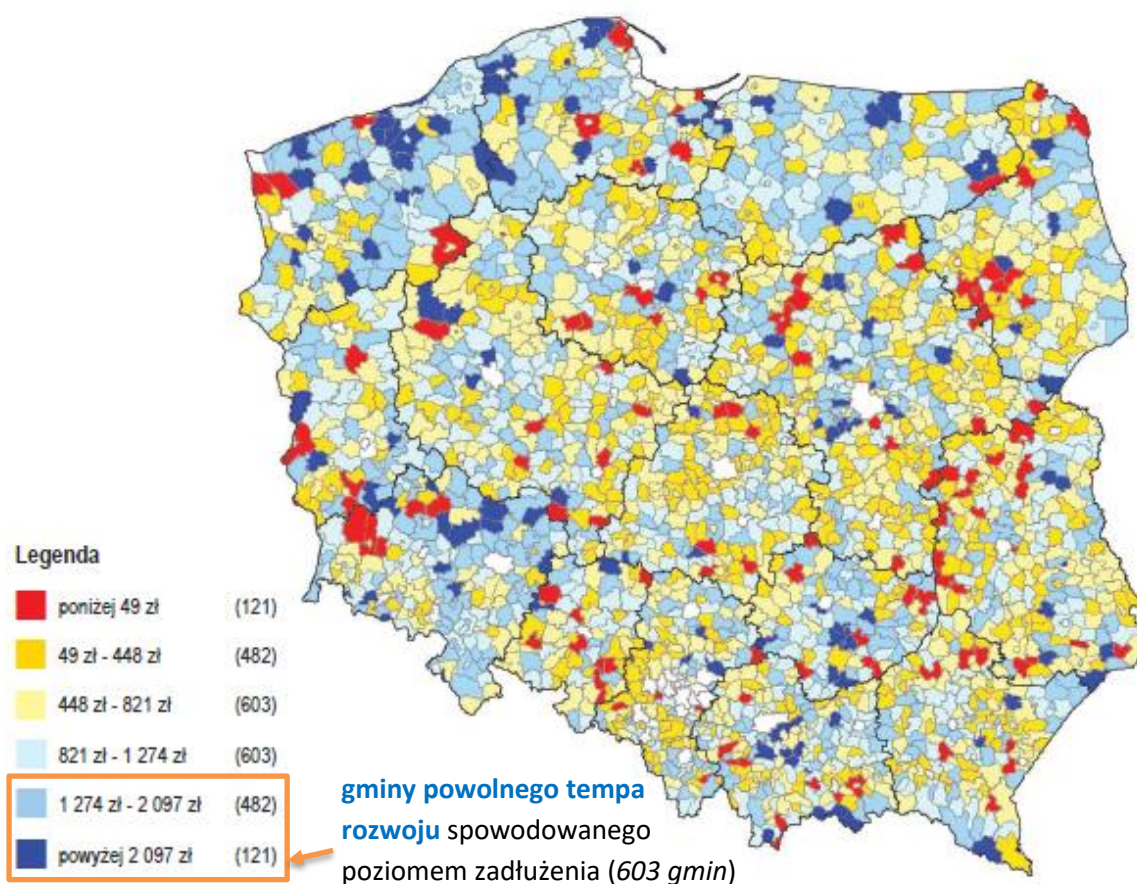 Legenda
poniżej 49 zł (121)
49 zł - 448 zł (482)
448 zł - 821 zł (603)
821 zł - 1 274 zł (603)
1 274 zł - 2 097 zł (482)
powyżej 2 097 zł (121)
gminy powolnego tempa
rozwoju spowodowanego
poziomem zadłużenia (603 gmin)